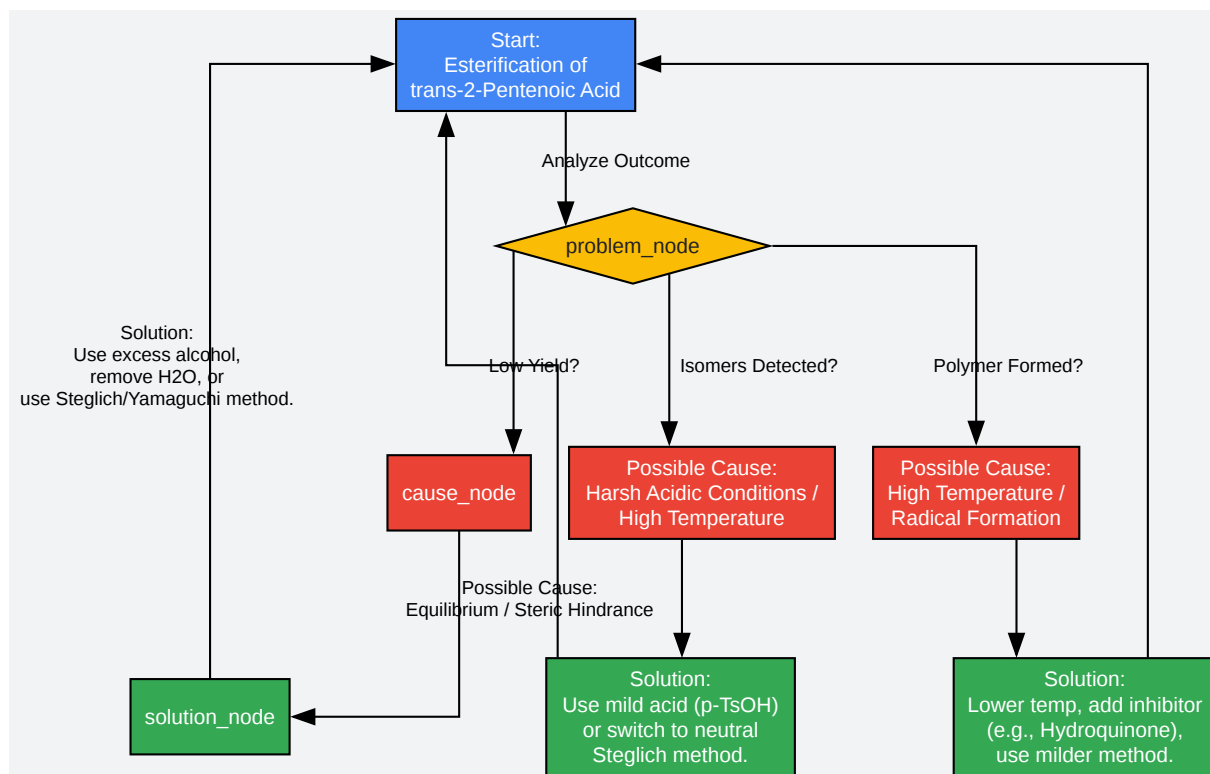 Start:
Esterification of
trans-2-Pentenoic Acid
Analyze Outcome
problem_node
Solution:
Use excess alcohol,
remove H2O, or
use Steglich/Yamaguchi method.
Low Yield?
Isomers Detected?
Polymer Formed?
cause_node
Possible Cause:
Harsh Acidic Conditions /
High Temperature
Possible Cause:
High Temperature /
Radical Formation
Possible Cause:
Equilibrium / Steric Hindrance
solution_node
Solution:
Use mild acid (p-TsOH)
or switch to neutral
Steglich method.
Solution:
Lower temp, add inhibitor
(e.g., Hydroquinone),
use milder method.